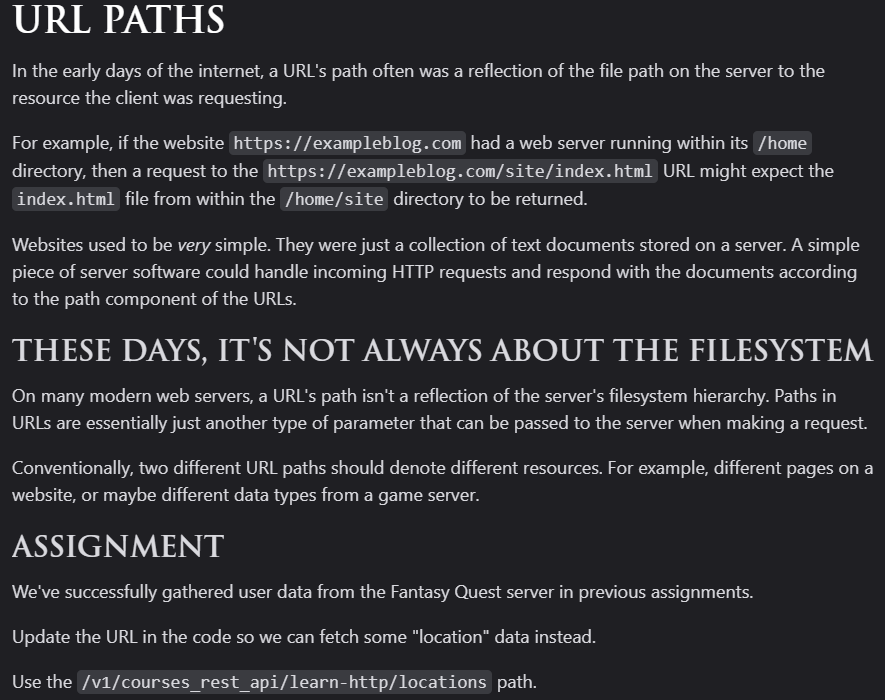 URL PATHS
In the early days of the internet, a URL's path often was a reflection of the file path on the server to the
resource the client was requesting.
For example, if the website https://exampleblog.com had a web server running within its /home
directory, then a request to the https://exampleblog.com/site/index.html URL might expect the
index.html file from within the /home/site directory to be returned.
Websites used to be very simple. They were just a collection of text documents stored on a server. A simple
piece of server software could handle incoming HTTP requests and respond with the documents according
to the path component of the URLs.
THESE DAYS, IT'S NOT ALWAYS ABOUT THE FILESYSTEM
On many modern web servers, a URL's path isn't a reflection of the server's filesystem hierarchy. Paths in
URLs are essentially just another type of parameter that can be passed to the server when making a request.
Conventionally, two different URL paths should denote different resources. For example, different pages on a
website, or maybe different data types from a game server.
ASSIGNMENT
We've successfully gathered user data from the Fantasy Quest server in previous assignments.
Update the URL in the code so we can fetch some "location" data instead.
Use the /v1/courses_rest_api/learn-http/locations path.